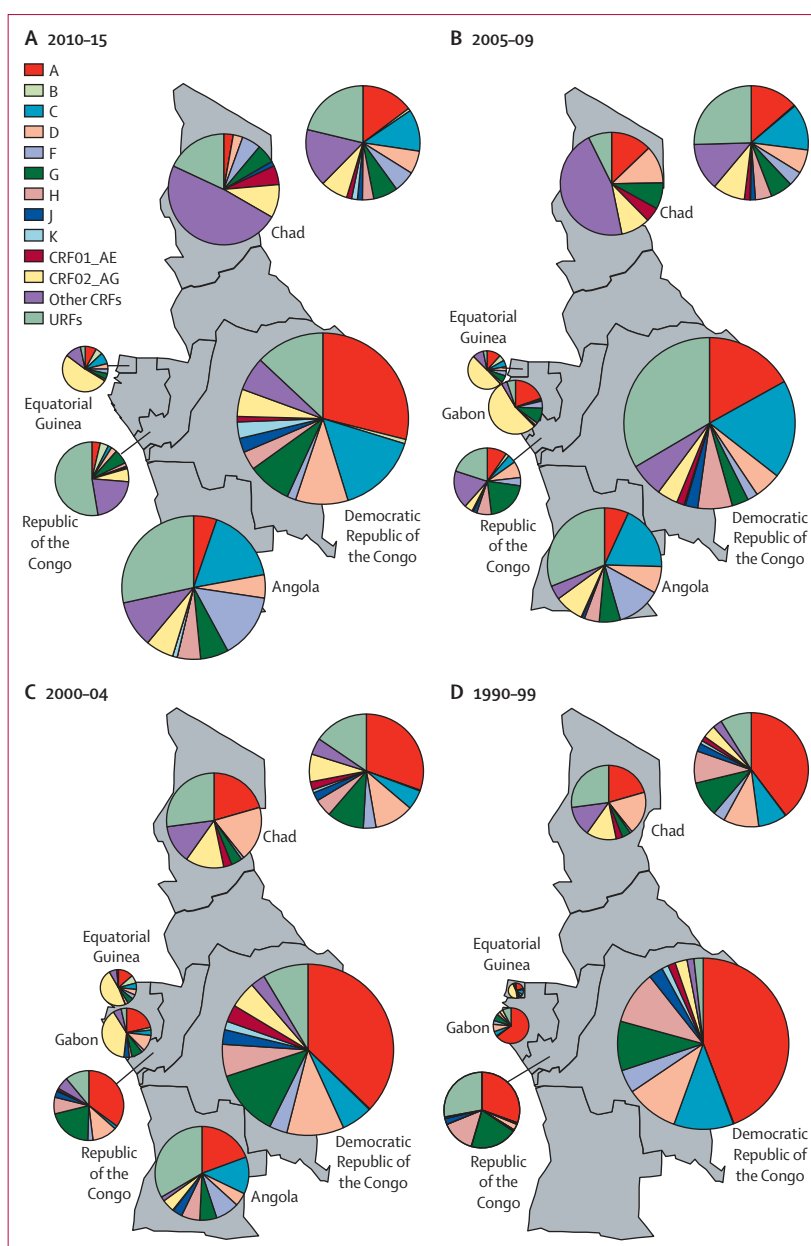 A 2010–15
A
B
C
D
F
G
H
J
K
CRF01_AE
CRF02_AG
Other CRFs
URFs
Chad
Equatorial
Guinea
Republic
of the
Congo
Democratic
Republic of
the Congo
Angola
B 2005–09
Chad
Equatorial
Guinea
Gabon
Republic
of the
Congo
Democratic
Republic of
the Congo
Angola
C 2000–04
Chad
Equatorial
Guinea
Gabon
Republic
of the
Congo
Democratic
Republic of
the Congo
Angola
D 1990–99
Chad
Equatorial
Guinea
Gabon
Republic
of the
Congo
Democratic
Republic of
the Congo